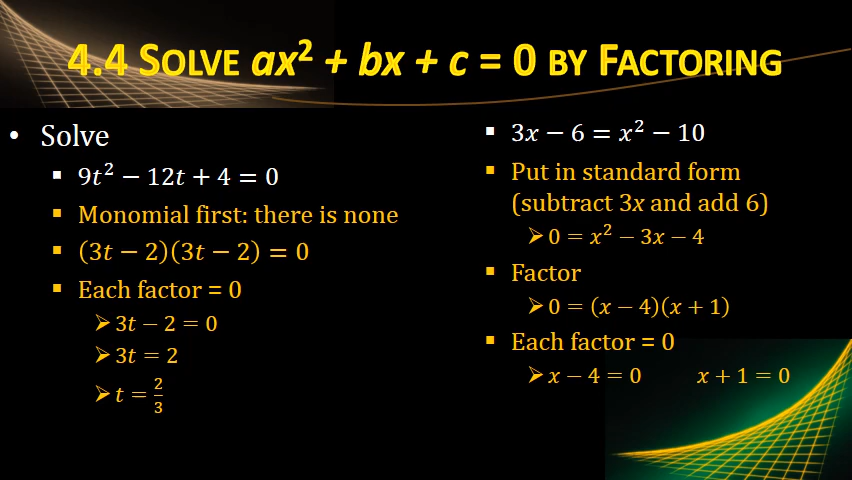 4.4 SOLVE ax² + bx + c = 0 BY FACTORING
• Solve
▪ 9t² − 12t + 4 = 0
▪ Monomial first: there is none
▪ (3t − 2)(3t − 2) = 0
▪ Each factor = 0
➢ 3t − 2 = 0
➢ 3t = 2
➢ t = 2/3
▪ 3x − 6 = x² − 10
▪ Put in standard form
(subtract 3x and add 6)
➢ 0 = x² − 3x − 4
▪ Factor
➢ 0 = (x − 4)(x + 1)
▪ Each factor = 0
➢ x − 4 = 0 x + 1 = 0